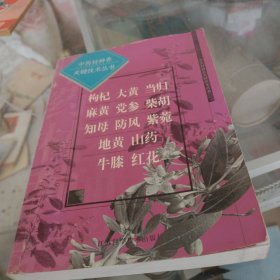 中药材种养
关键技术丛书
枸杞 大黄 当归
麻黄 党参 柴胡
知母 防风 紫菀
地黄 山药
牛膝 红花